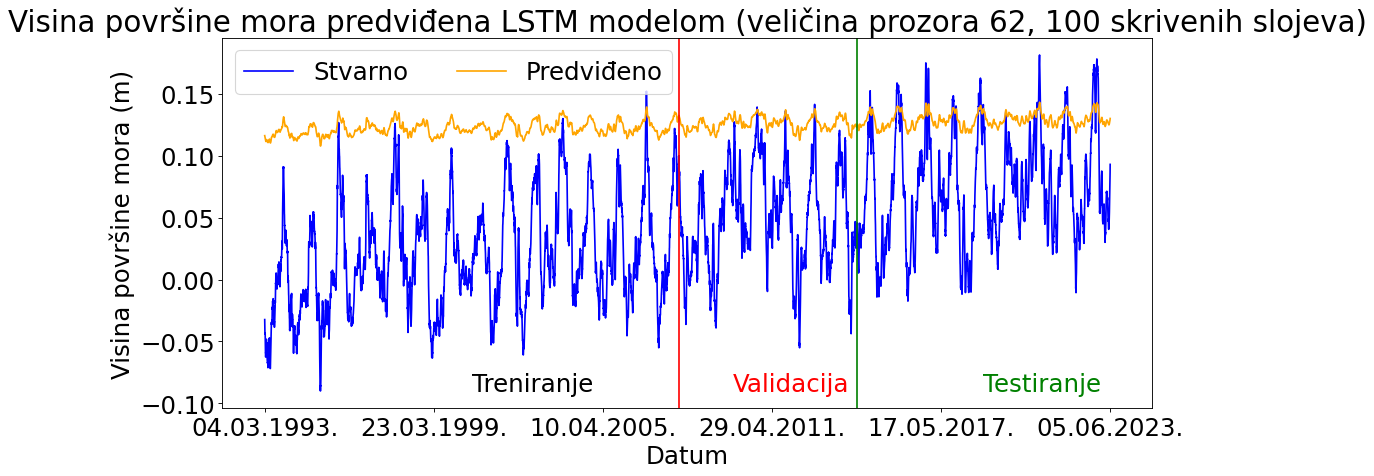 Visina površine mora predviđena LSTM modelom (veličina prozora 62, 100 skrivenih slojeva)
Stvarno
Predviđeno
Visina površine mora (m)
0.15
0.10
0.05
0.00
−0.05
−0.10
Treniranje
Validacija
Testiranje
04.03.1993.
23.03.1999.
10.04.2005.
29.04.2011.
17.05.2017.
05.06.2023.
Datum